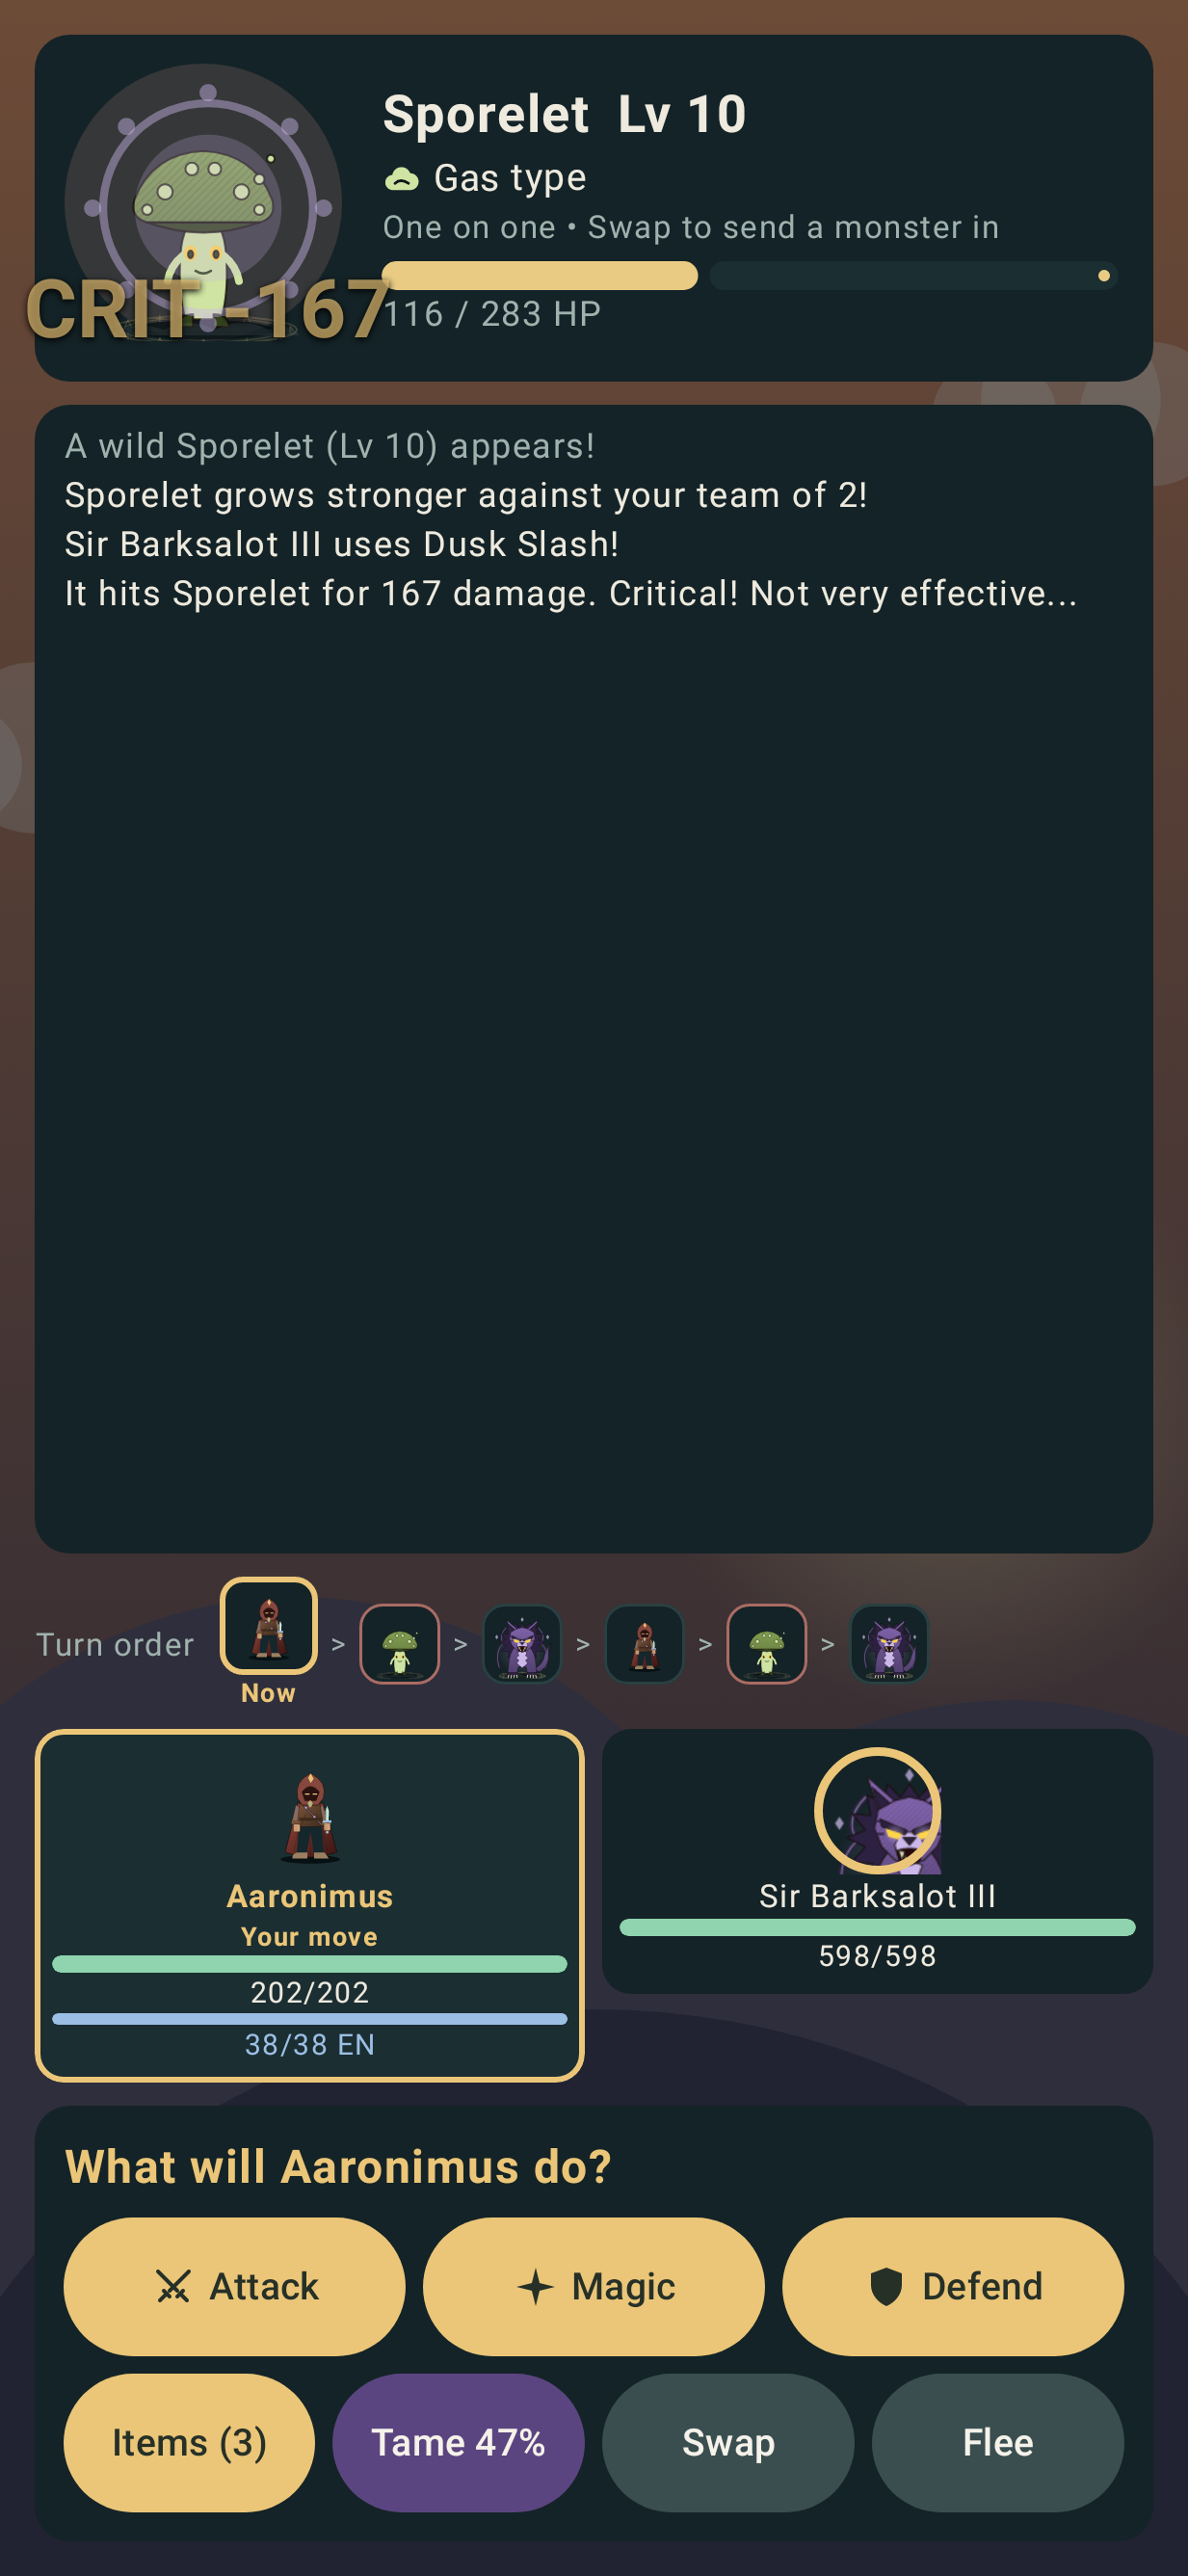 Sporelet Lv 10
Gas type
One on one • Swap to send a monster in
CRIT -167
116 / 283 HP
A wild Sporelet (Lv 10) appears!
Sporelet grows stronger against your team of 2!
Sir Barksalot III uses Dusk Slash!
It hits Sporelet for 167 damage. Critical! Not very effective...
Turn order
>
>
>
>
>
Now
Aaronimus
Your move
202/202
38/38 EN
Sir Barksalot III
598/598
What will Aaronimus do?
Attack
Magic
Defend
Items (3)
Tame 47%
Swap
Flee